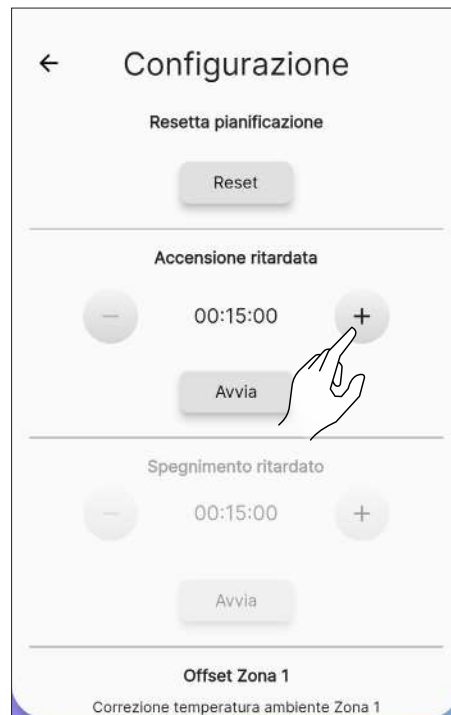 Configurazione
Resetta pianificazione
Reset
Accensione ritardata
00:15:00
Avvia
Spegnimento ritardato
00:15:00
Avvia
Offset Zona 1
Correzione temperatura ambiente Zona 1